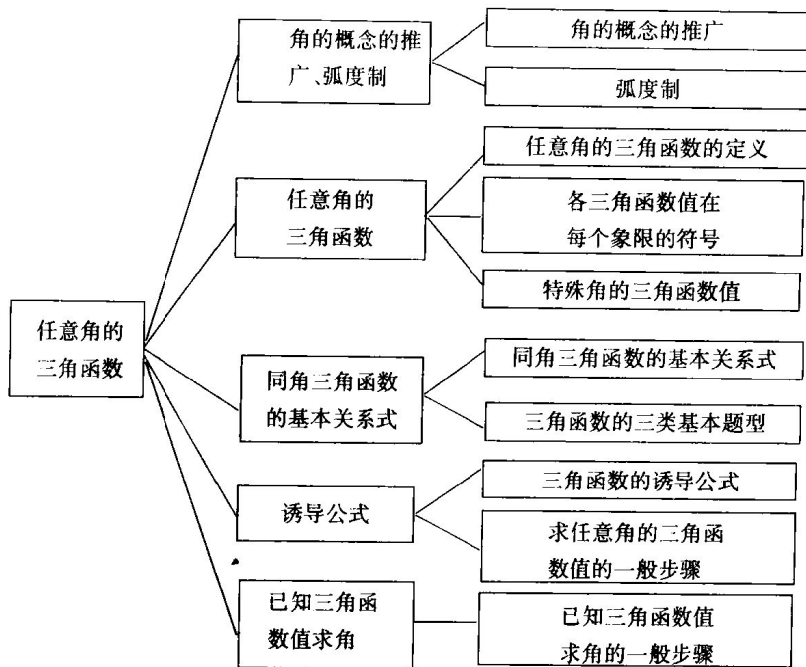 角的概念的推
广、弧度制
角的概念的推广
弧度制
任意角的
三角函数
任意角的三角函数的定义
各三角函数值在
每个象限的符号
特殊角的三角函数值
任意角的
三角函数
同角三角函数
的基本关系式
同角三角函数的基本关系式
三角函数的三类基本题型
诱导公式
三角函数的诱导公式
求任意角的三角函
数值的一般步骤
已知三角函
数值求角
已知三角函数值
求角的一般步骤